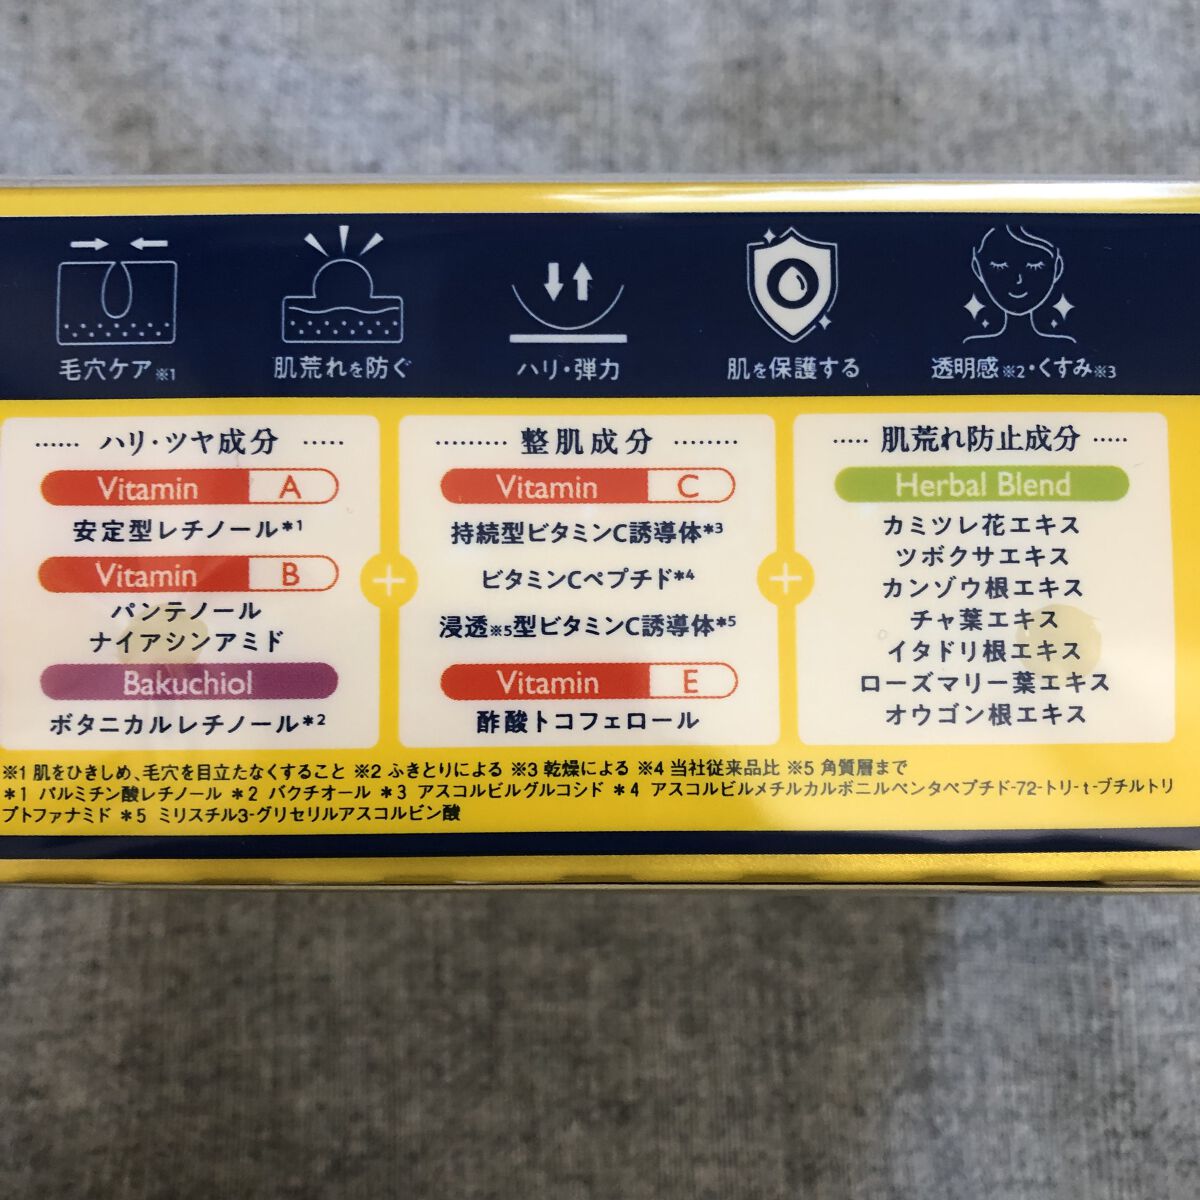 毛穴ケア※1
肌荒れを防ぐ
ハリ・弾力
肌を保護する
透明感※2・くすみ※3
ハリ・ツヤ成分
Vitamin A
安定型レチノール*1
Vitamin B
パンテノール
ナイアシンアミド
Bakuchiol
ボタニカルレチノール*2
+
整肌成分
Vitamin C
持続型ビタミンC誘導体*3
ビタミンCペプチド*4
浸透※5型ビタミンC誘導体*5
Vitamin E
酢酸トコフェロール
+
肌荒れ防止成分
Herbal Blend
カミツレ花エキス
ツボクサエキス
カンゾウ根エキス
チャ葉エキス
イタドリ根エキス
ローズマリー葉エキス
オウゴン根エキス
※1 肌をひきしめ、毛穴を目立たなくすること ※2 ふきとりによる ※3 乾燥による ※4 当社従来品比 ※5 角質層まで
*1 パルミチン酸レチノール *2 バクチオール *3 アスコルビルグルコシド *4 アスコルビルメチルカルボニルペンタペプチド-72-トリ-t-ブチルトリ
プトファナミド *5 ミリスチル3-グリセリルアスコルビン酸